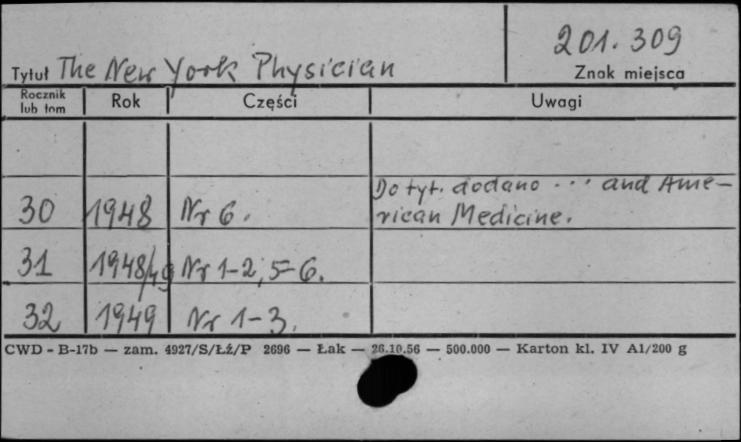 201.309
Tytuł The New York Physician
Znak miejsca
Rocznik lub tom Rok Części Uwagi
Do tyt. dodano ... and Ame-
30 1948 Nr 6. rican Medicine.
31 1948/49 Nr 1-2, 5-6.
32 1949 Nr 1-3.
CWD - B-17b — zam. 4927/S/Łź/P 2696 — Łak — 26.10.56 — 500.000 — Karton kl. IV A1/200 g